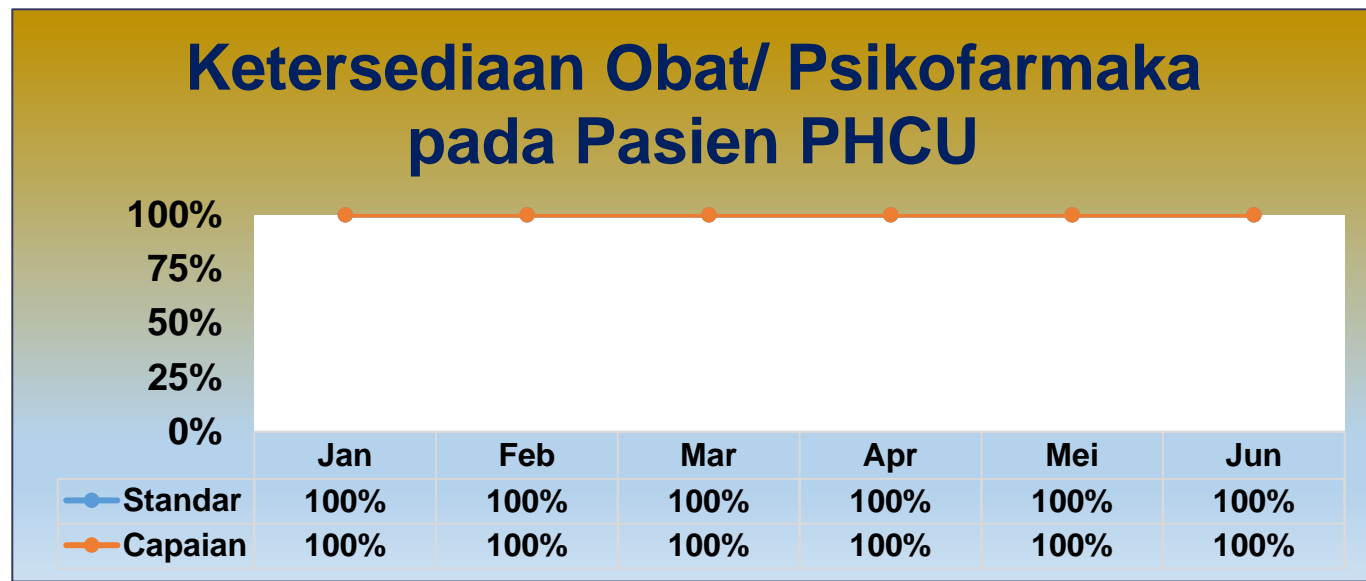 Ketersediaan Obat/ Psikofarmaka
pada Pasien PHCU
100%
75%
50%
25%
0%
Jan Feb Mar Apr Mei Jun
Standar 100% 100% 100% 100% 100% 100%
Capaian 100% 100% 100% 100% 100% 100%